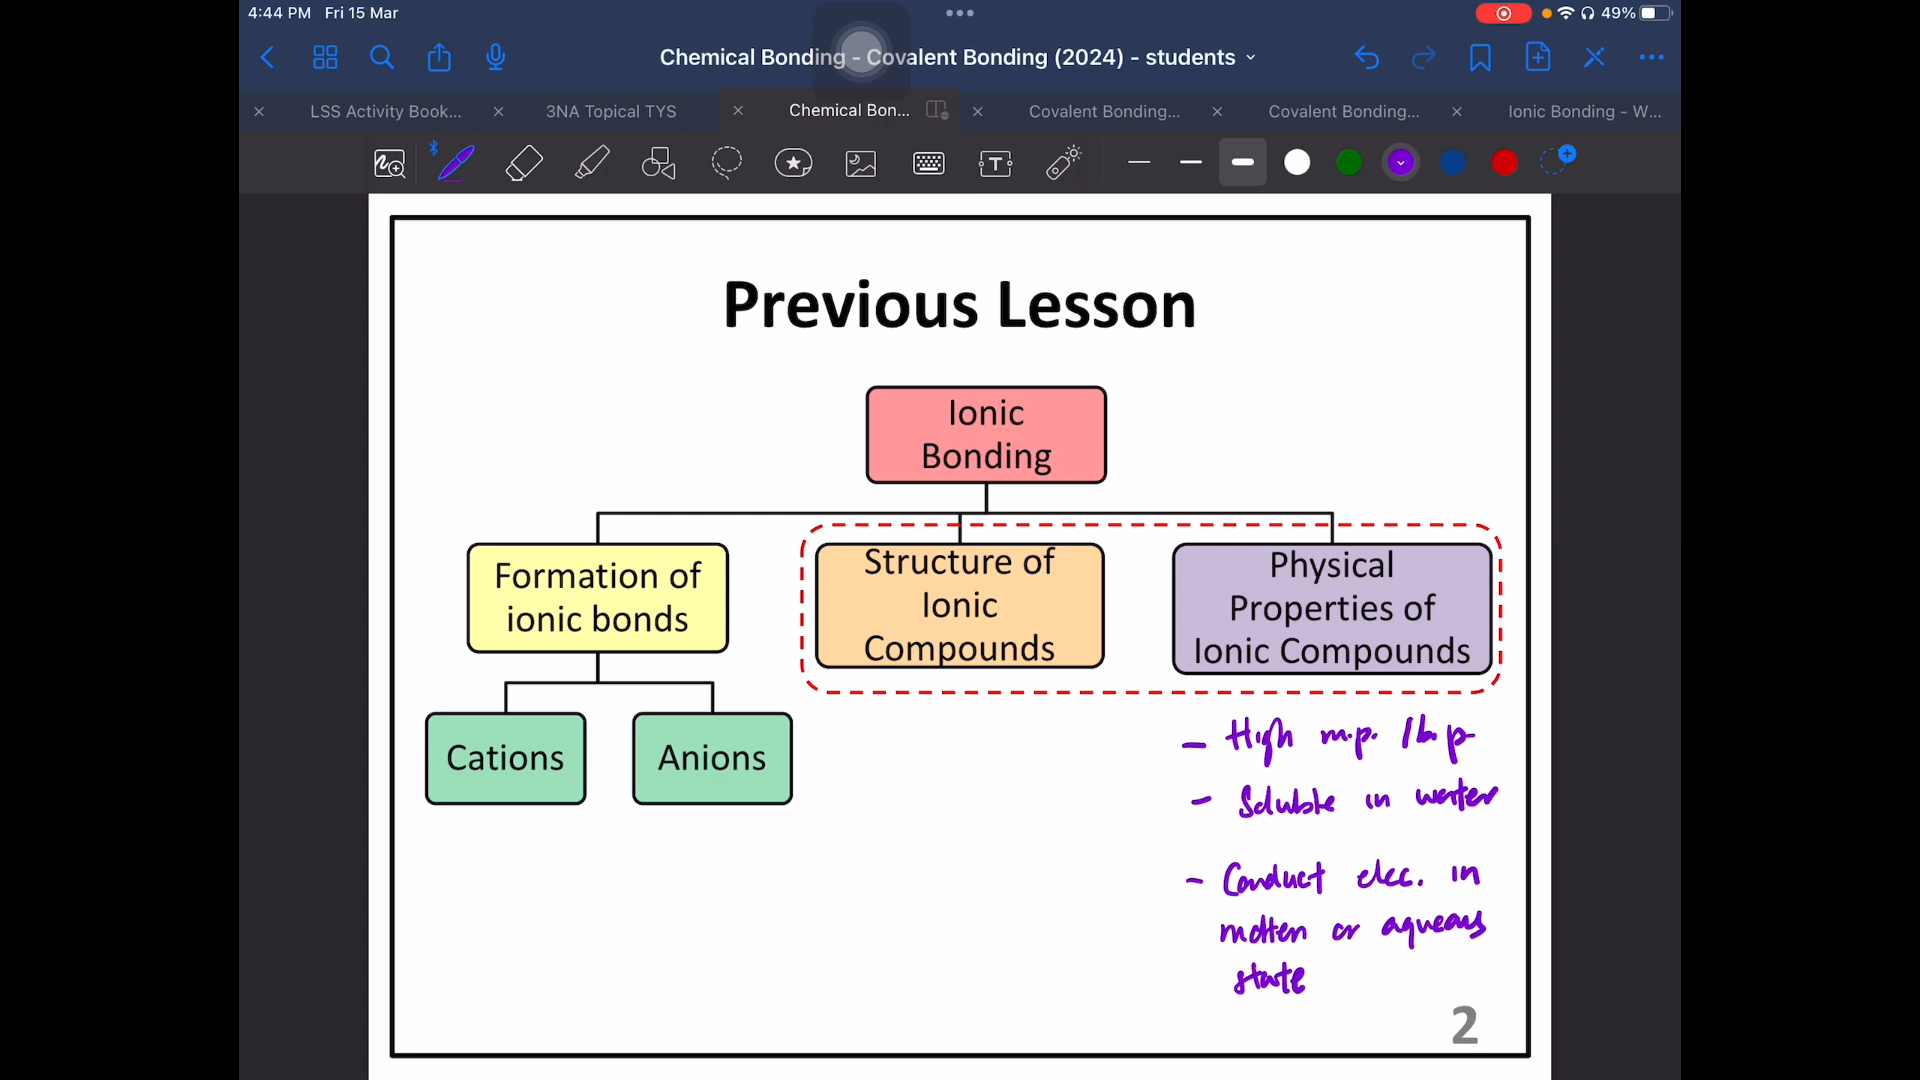 4:44 PM Fri 15 Mar
49%
Chemical Bonding - Covalent Bonding (2024) - students
LSS Activity Book...
3NA Topical TYS
Chemical Bon...
Covalent Bonding...
Covalent Bonding...
Ionic Bonding - W...
Previous Lesson
Ionic
Bonding
Formation of
ionic bonds
Structure of
Ionic
Compounds
Physical
Properties of
Ionic Compounds
Cations
Anions
- High m.p. / b.p.
- Soluble in water
- Conduct elec. in
molten or aqueous
state
2